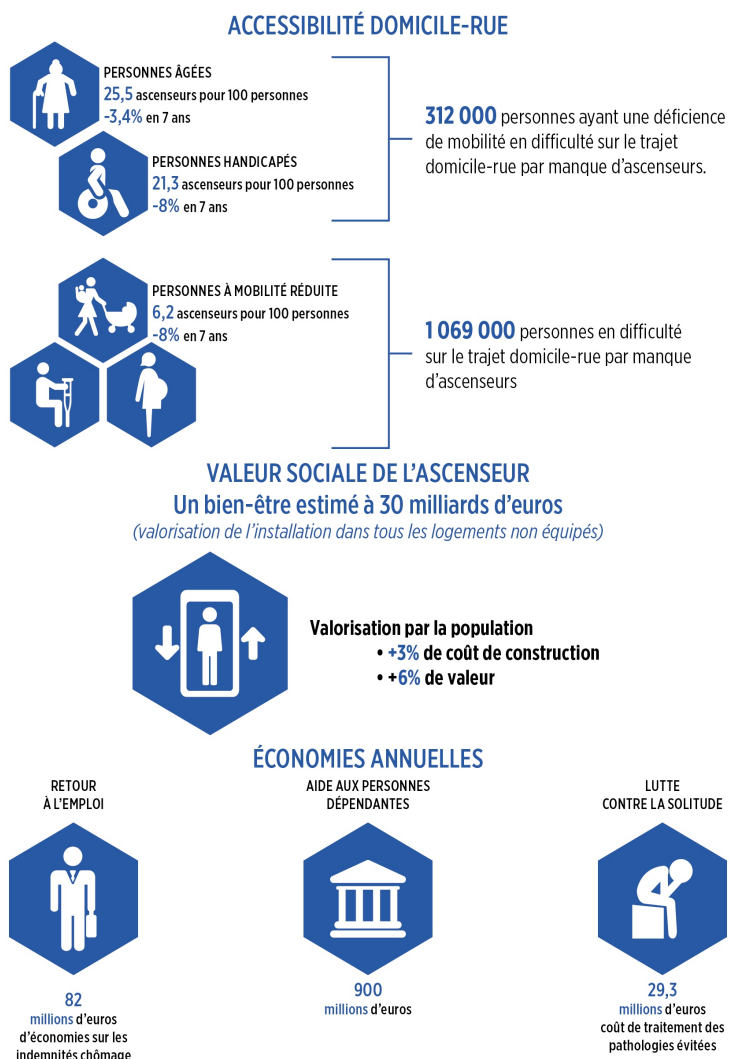 ACCESSIBILITÉ DOMICILE-RUE
PERSONNES ÂGÉES
25,5 ascenseurs pour 100 personnes
-3,4% en 7 ans
PERSONNES HANDICAPÉS
21,3 ascenseurs pour 100 personnes
-8% en 7 ans
312 000 personnes ayant une déficience
de mobilité en difficulté sur le trajet
domicile-rue par manque d’ascenseurs.
PERSONNES À MOBILITÉ RÉDUITE
6,2 ascenseurs pour 100 personnes
-8% en 7 ans
1 069 000 personnes en difficulté
sur le trajet domicile-rue par manque
d’ascenseurs
VALEUR SOCIALE DE L’ASCENSEUR
Un bien-être estimé à 30 milliards d’euros
(valorisation de l’installation dans tous les logements non équipés)
Valorisation par la population
• +3% de coût de construction
• +6% de valeur
ÉCONOMIES ANNUELLES
RETOUR
À L’EMPLOI
82
millions d’euros
d’économies sur les
indemnités chômage
AIDE AUX PERSONNES
DÉPENDANTES
900
millions d’euros
LUTTE
CONTRE LA SOLITUDE
29,3
millions d’euros
coût de traitement des
pathologies évitées